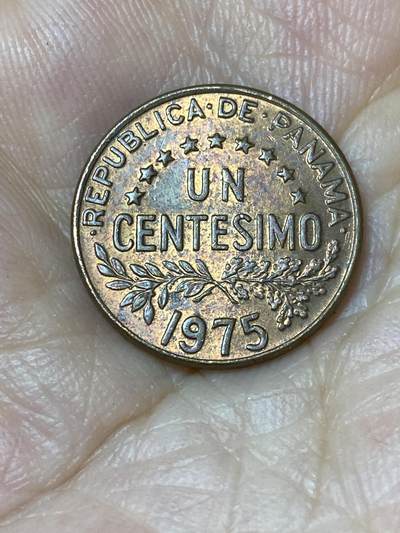 ·REPUBLICA·DE·PANAMA·
UN
CENTESIMO
1975